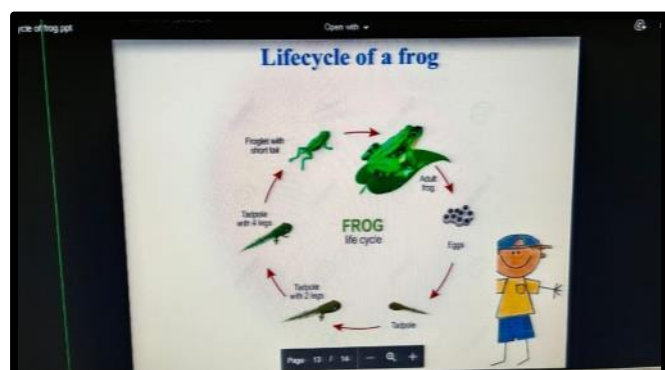 ycle of frog.ppt
Open with
Lifecycle of a frog
Froglet with
short tail
Adult
frog
Tadpole
with 4 legs
FROG
life cycle
Eggs
Tadpole
with 2 legs
Tadpole
Page 13 / 14 — +